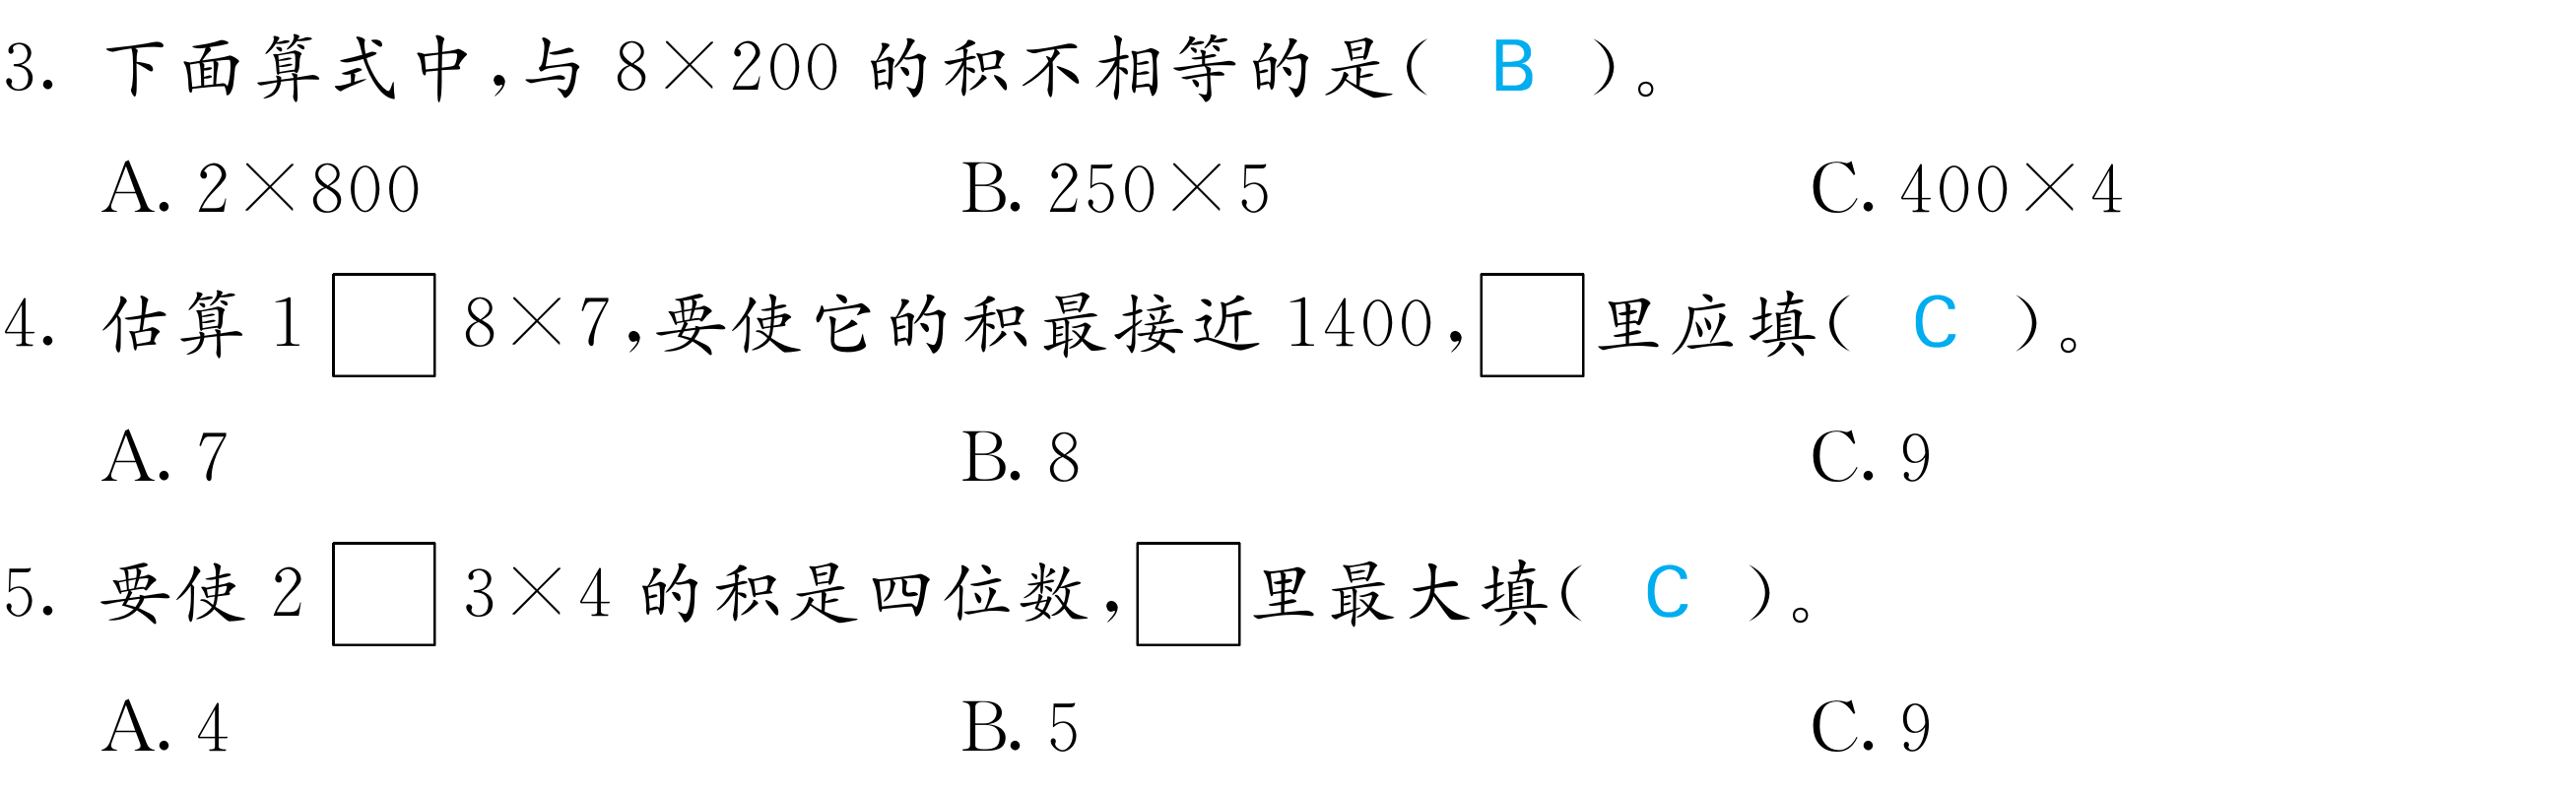 3. 下面算式中,与 8×200 的积不相等的是( B )。
A. 2×800 B. 250×5 C. 400×4
4. 估算 1□8×7,要使它的积最接近 1400,□里应填( C )。
A. 7 B. 8 C. 9
5. 要使 2□3×4 的积是四位数,□里最大填( C )。
A. 4 B. 5 C. 9